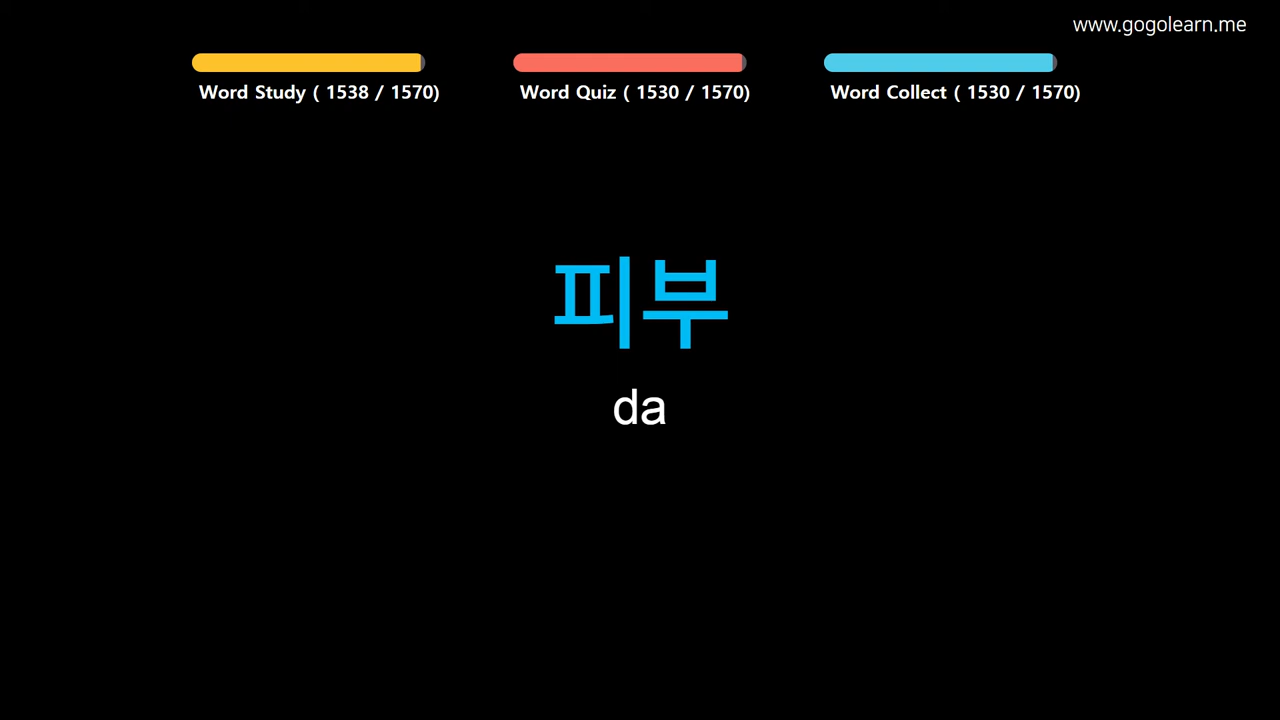 www.gogolearn.me
Word Study ( 1538 / 1570)
Word Quiz ( 1530 / 1570)
Word Collect ( 1530 / 1570)
피부
da